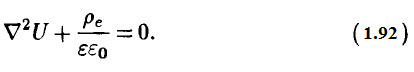 ∇²U + ρₑ/εε₀ = 0. (1.92)